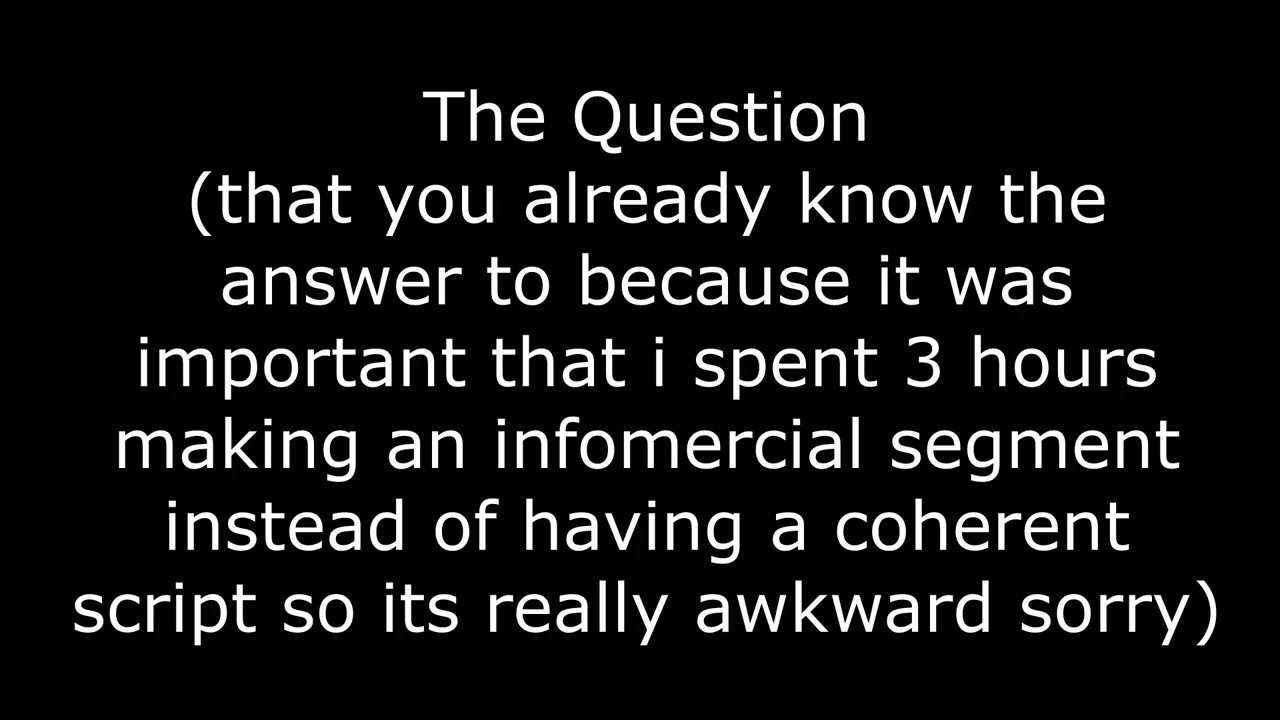 The Question
(that you already know the
answer to because it was
important that i spent 3 hours
making an infomercial segment
instead of having a coherent
script so its really awkward sorry)